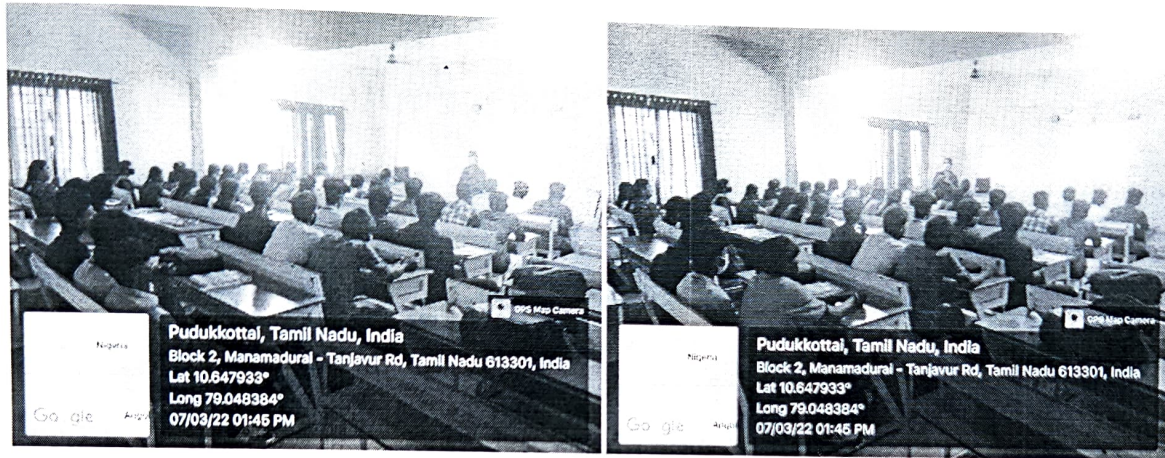 GPS Map Camera
Pudukkottai, Tamil Nadu, India
Block 2, Manamadurai - Tanjavur Rd, Tamil Nadu 613301, India
Lat 10.647933°
Long 79.048384°
07/03/22 01:45 PM
Nigeria
Google
GPS Map Camera
Pudukkottai, Tamil Nadu, India
Block 2, Manamadurai - Tanjavur Rd, Tamil Nadu 613301, India
Lat 10.647933°
Long 79.048384°
07/03/22 01:45 PM
Nigeria
Google